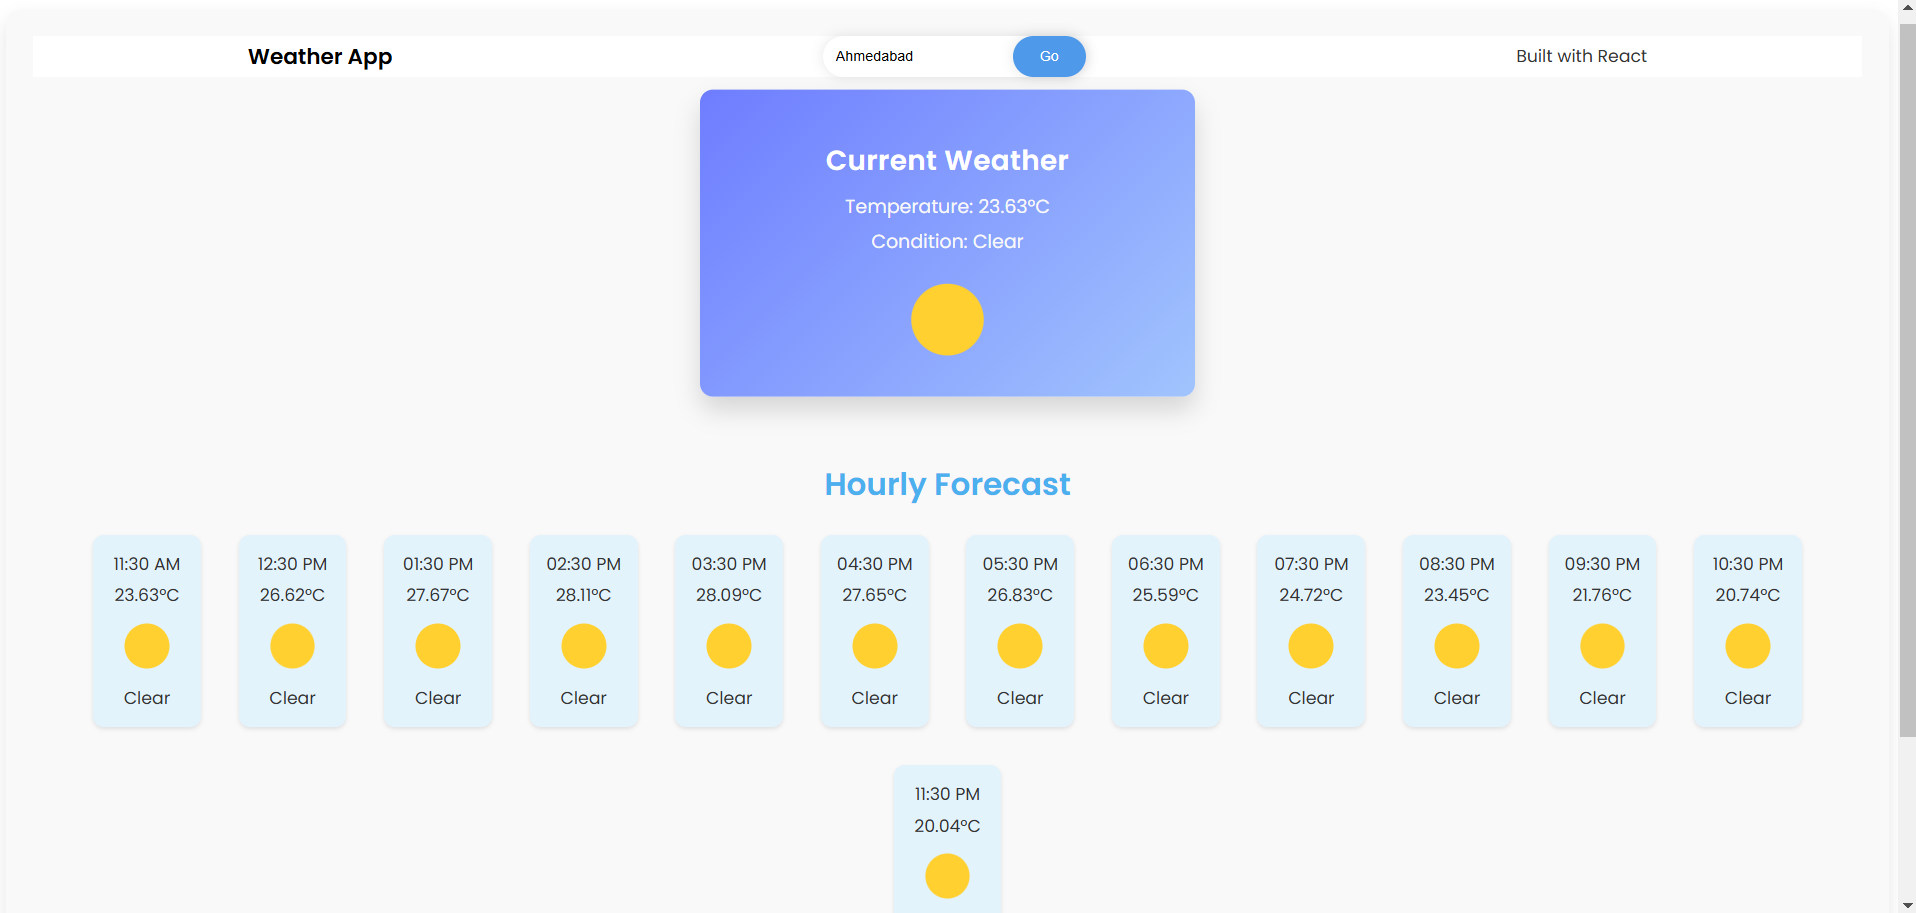 Weather App
Ahmedabad
Go
Built with React
Current Weather
Temperature: 23.63°C
Condition: Clear
Hourly Forecast
11:30 AM 12:30 PM 01:30 PM 02:30 PM 03:30 PM 04:30 PM 05:30 PM 06:30 PM 07:30 PM 08:30 PM 09:30 PM 10:30 PM
23.63°C 26.62°C 27.67°C 28.11°C 28.09°C 27.65°C 26.83°C 25.59°C 24.72°C 23.45°C 21.76°C 20.74°C
Clear Clear Clear Clear Clear Clear Clear Clear Clear Clear Clear Clear
11:30 PM
20.04°C